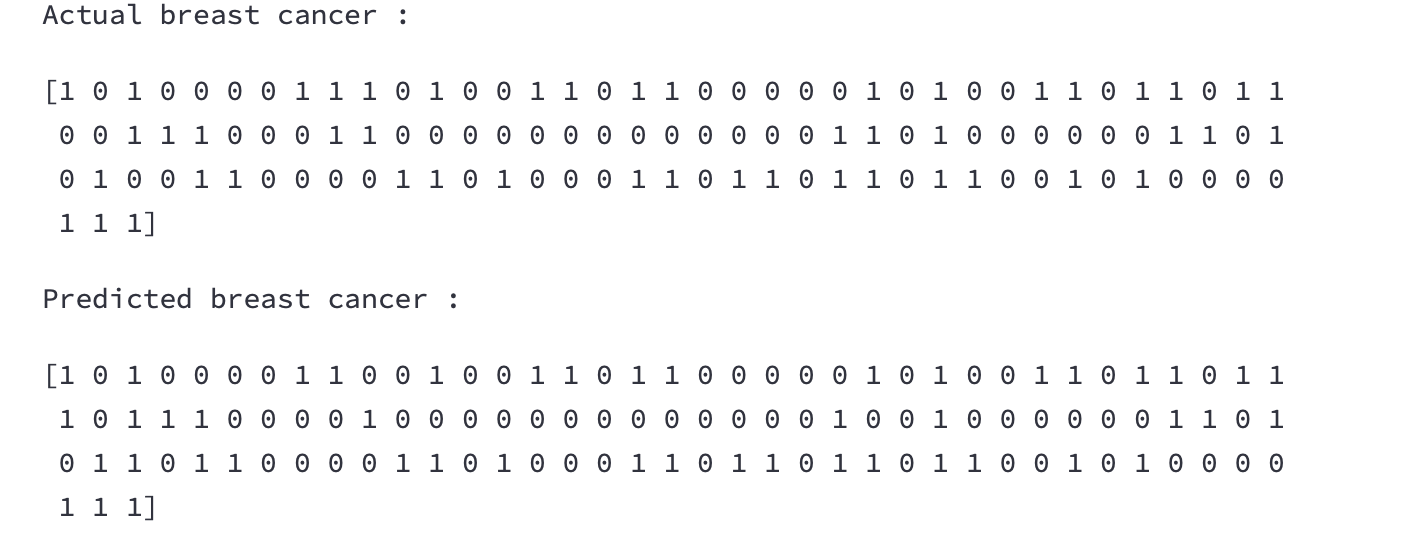 Actual breast cancer :
[1 0 1 0 0 0 0 1 1 1 0 1 0 0 1 1 0 1 1 0 0 0 0 0 1 0 1 0 0 1 1 0 1 1 0 1 1
0 0 1 1 1 0 0 0 1 1 0 0 0 0 0 0 0 0 0 0 0 0 0 1 1 0 1 0 0 0 0 0 0 1 1 0 1
0 1 0 0 1 1 0 0 0 0 1 1 0 1 0 0 0 1 1 0 1 1 0 1 1 0 1 1 0 0 1 0 1 0 0 0 0
1 1 1]
Predicted breast cancer :
[1 0 1 0 0 0 0 1 1 0 0 1 0 0 1 1 0 1 1 0 0 0 0 0 1 0 1 0 0 1 1 0 1 1 0 1 1
1 0 1 1 1 0 0 0 0 1 0 0 0 0 0 0 0 0 0 0 0 0 0 1 0 0 1 0 0 0 0 0 0 1 1 0 1
0 1 1 0 1 1 0 0 0 0 1 1 0 1 0 0 0 1 1 0 1 1 0 1 1 0 1 1 0 0 1 0 1 0 0 0 0
1 1 1]